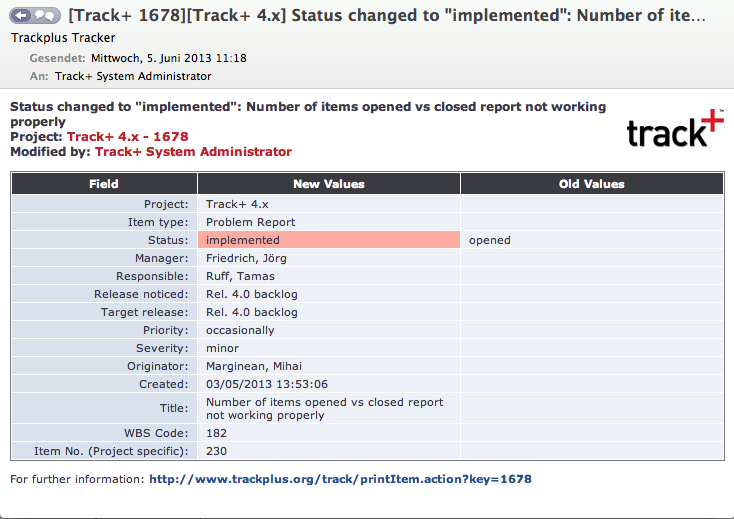 [Track+ 1678][Track+ 4.x] Status changed to "implemented": Number of ite...
Trackplus Tracker
Gesendet: Mittwoch, 5. Juni 2013 11:18
An: Track+ System Administrator
Status changed to "implemented": Number of items opened vs closed report not working
properly
Project: Track+ 4.x - 1678
Modified by: Track+ System Administrator
track+™
Field New Values Old Values
Project: Track+ 4.x
Item type: Problem Report
Status: implemented opened
Manager: Friedrich, Jörg
Responsible: Ruff, Tamas
Release noticed: Rel. 4.0 backlog
Target release: Rel. 4.0 backlog
Priority: occasionally
Severity: minor
Originator: Marginean, Mihai
Created: 03/05/2013 13:53:06
Title: Number of items opened vs closed report
not working properly
WBS Code: 182
Item No. (Project specific): 230
For further information: http://www.trackplus.org/track/printItem.action?key=1678